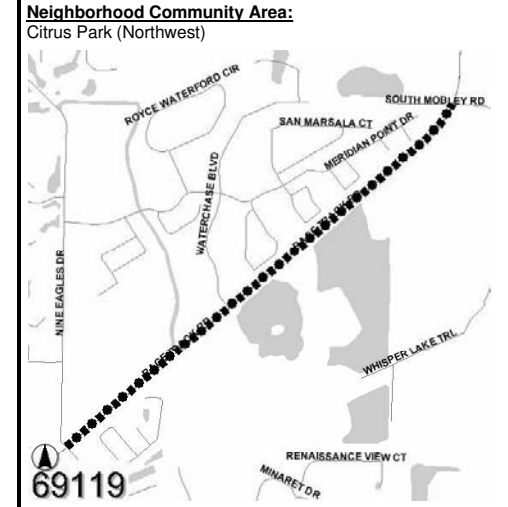 Neighborhood Community Area:
Citrus Park (Northwest)
ROYCE WATERFORD CIR
SOUTH MOBLEY RD
SAN MARSALA CT
MERIDIAN POINT DR
WATERCHASE BLVD
NINE EAGLES DR
WHISPER LAKE TRL
RENAISSANCE VIEW CT
MINARET DR
69119